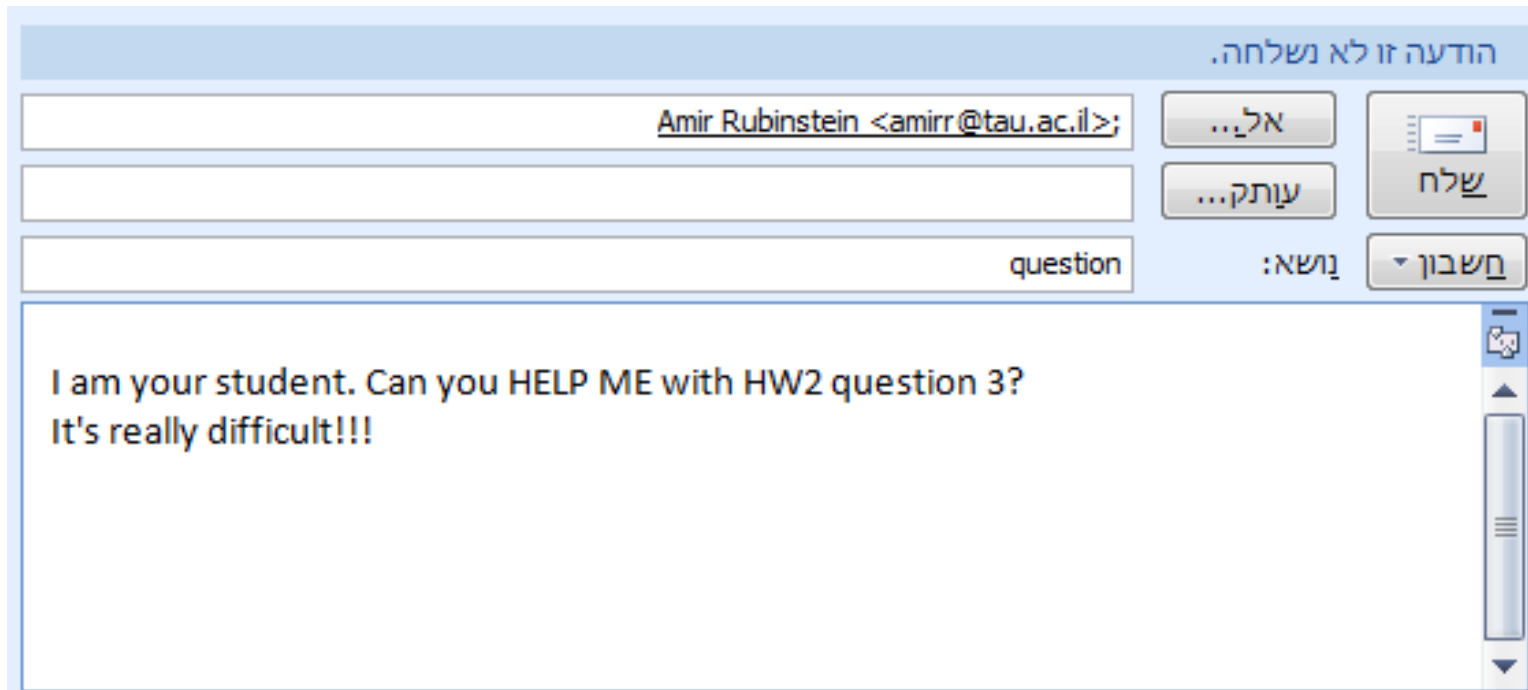 הודעה זו לא נשלחה.
שלח
אל...
Amir Rubinstein <amirr@tau.ac.il>;
עותק...
חשבון
נושא:
question
I am your student. Can you HELP ME with HW2 question 3?
It's really difficult!!!